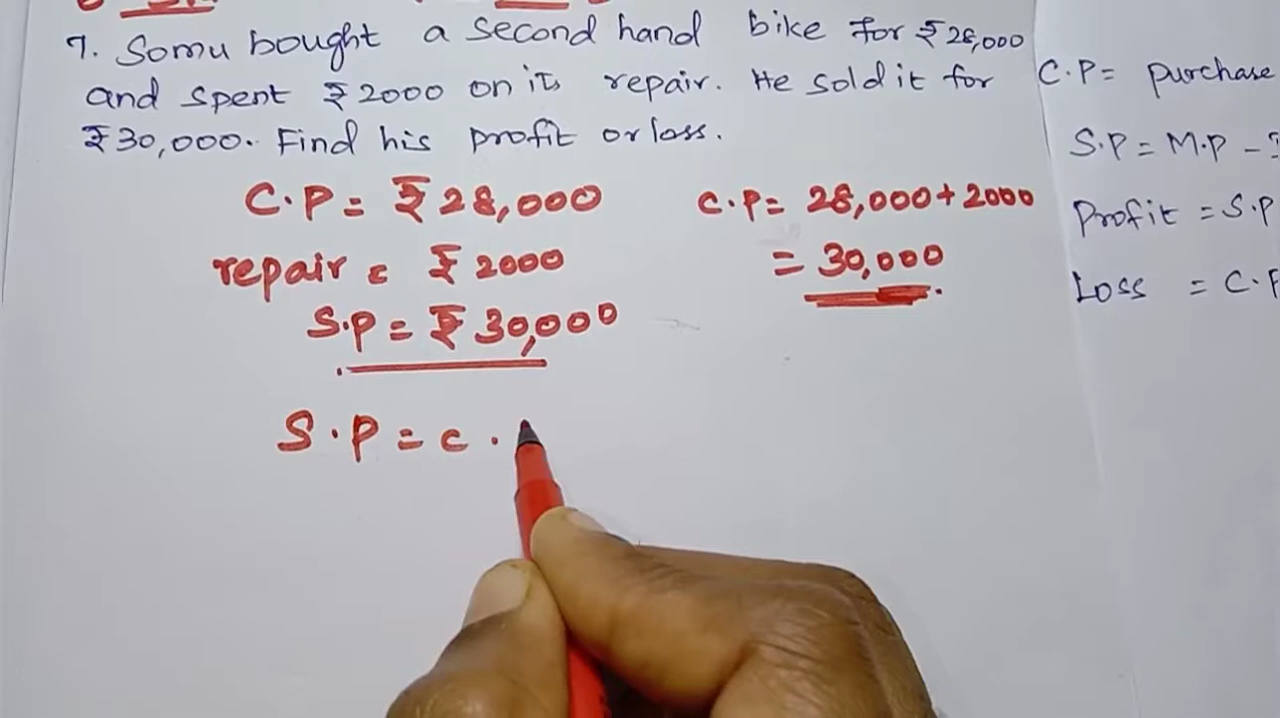 7. Somu bought a second hand bike for ₹28,000
and spent ₹2000 on its repair. He sold it for
₹30,000. Find his profit or loss.
C.P = ₹28,000
repair = ₹2000
S.P = ₹30,000
S.P = C.
C.P = 28,000 + 2000
= 30,000
C.P = purchase
S.P = M.P -
Profit = S.P
Loss = C.P